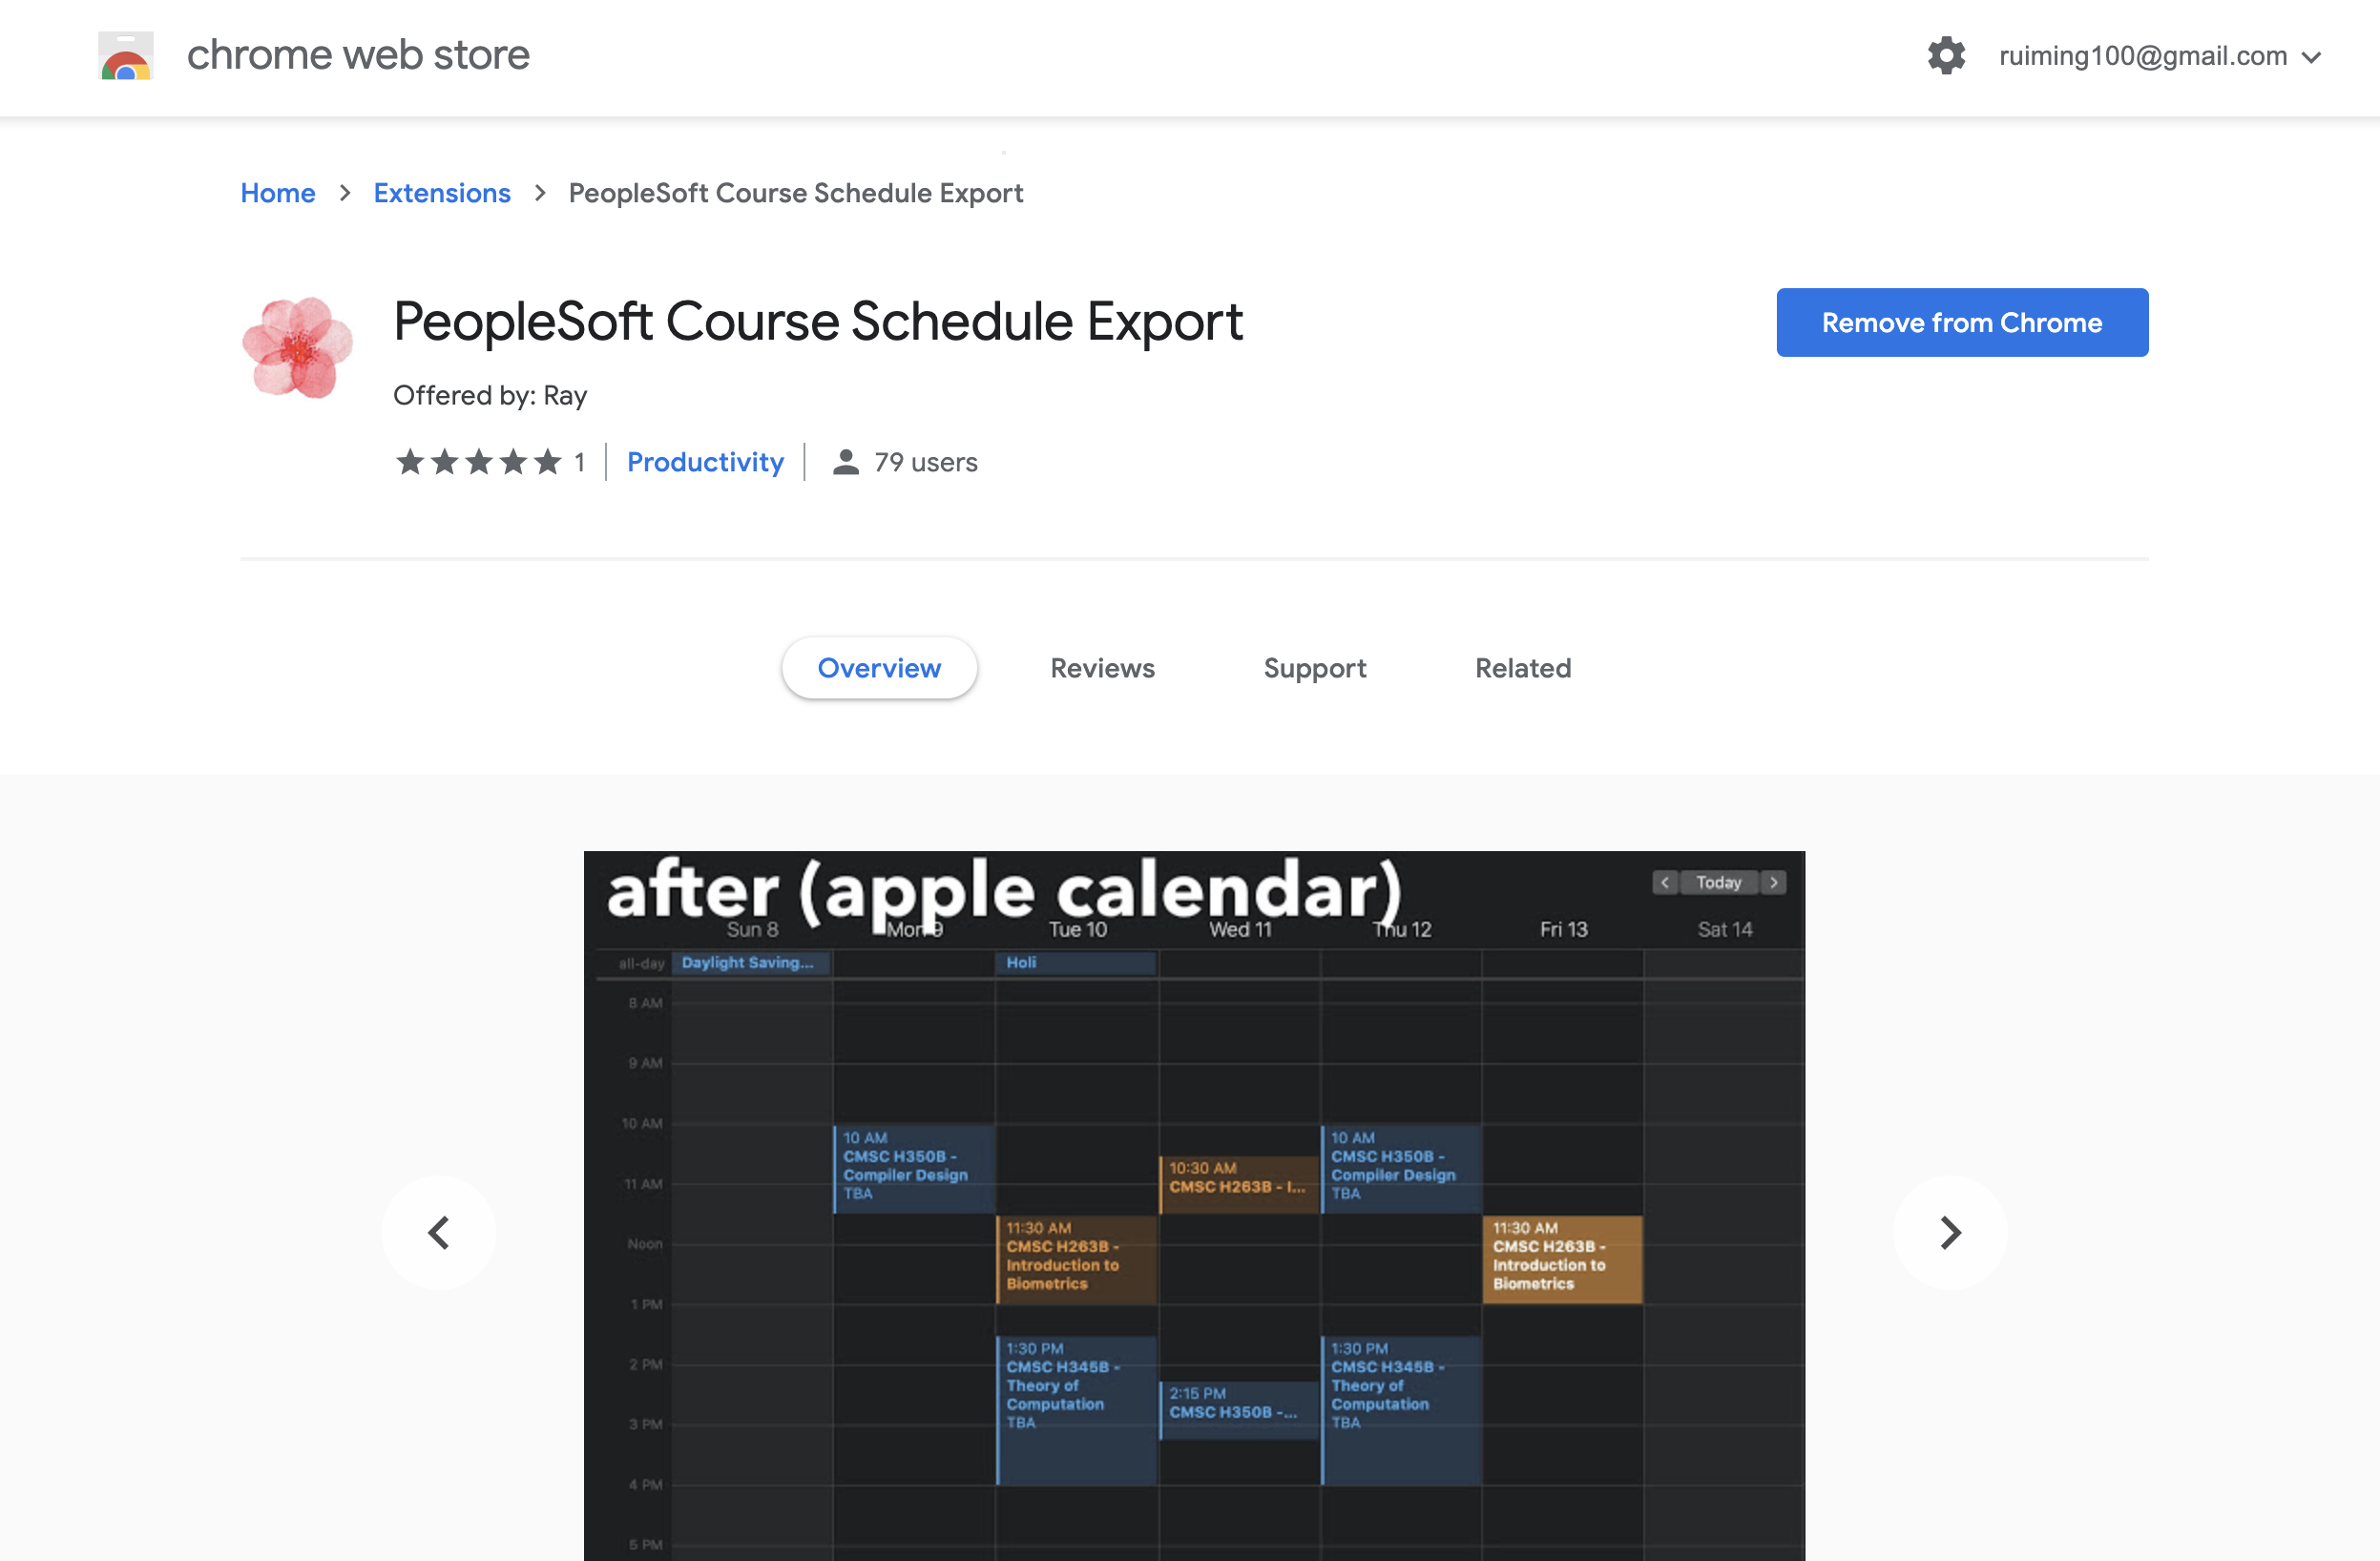 chrome web store
ruiming100@gmail.com
Home > Extensions > PeopleSoft Course Schedule Export
PeopleSoft Course Schedule Export
Remove from Chrome
Offered by: Ray
1 | Productivity | 79 users
Overview Reviews Support Related
after (apple calendar)
< Today >
Sun 8 Mon 9 Tue 10 Wed 11 Thu 12 Fri 13 Sat 14
all-day Daylight Saving... Holi
8 AM
9 AM
10 AM
11 AM
Noon
1 PM
2 PM
3 PM
4 PM
5 PM
10 AM
CMSC H350B -
Compiler Design
TBA
11:30 AM
CMSC H263B -
Introduction to
Biometrics
1:30 PM
CMSC H345B -
Theory of
Computation
TBA
10:30 AM
CMSC H263B - I...
2:15 PM
CMSC H350B -...
10 AM
CMSC H350B -
Compiler Design
TBA
1:30 PM
CMSC H345B -
Theory of
Computation
TBA
11:30 AM
CMSC H263B -
Introduction to
Biometrics